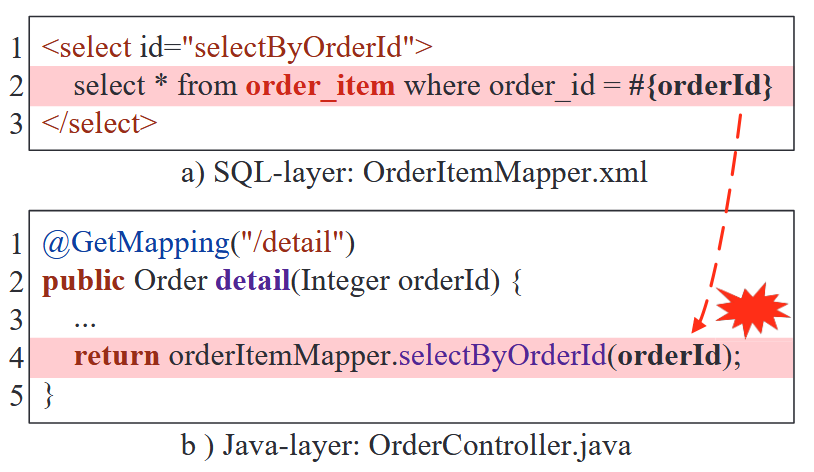 1 <select id="selectByOrderId">
2 select * from order_item where order_id = #{orderId}
3 </select>
a) SQL-layer: OrderItemMapper.xml
1 @GetMapping("/detail")
2 public Order detail(Integer orderId) {
3 ...
4 return orderItemMapper.selectByOrderId(orderId);
5 }
b ) Java-layer: OrderController.java